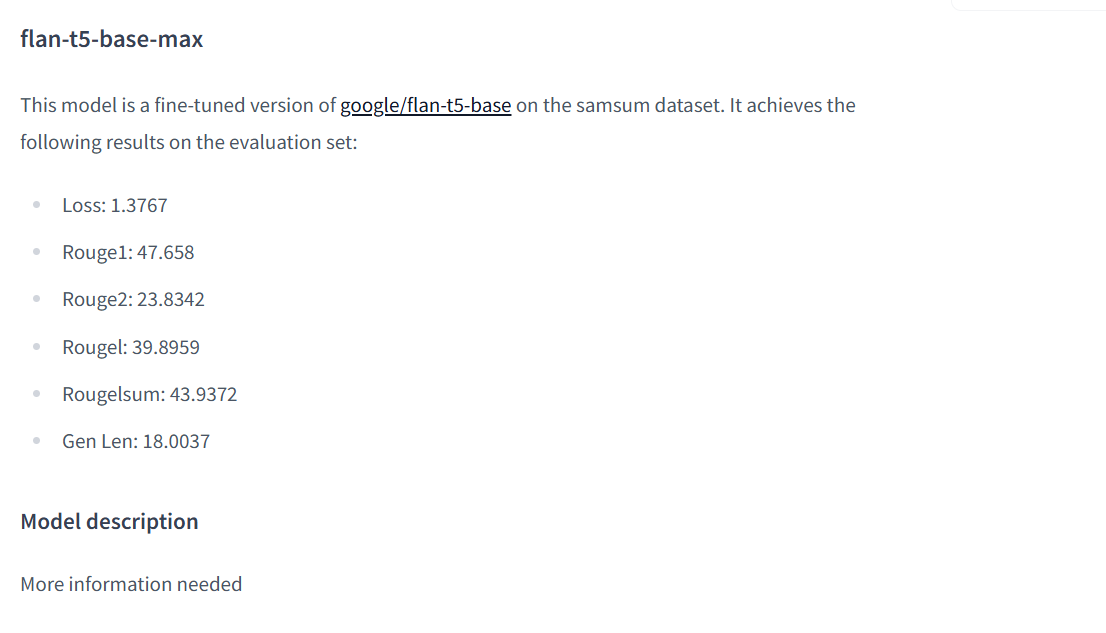 flan-t5-base-max
This model is a fine-tuned version of google/flan-t5-base on the samsum dataset. It achieves the
following results on the evaluation set:
Loss: 1.3767
Rouge1: 47.658
Rouge2: 23.8342
Rougel: 39.8959
Rougelsum: 43.9372
Gen Len: 18.0037
Model description
More information needed